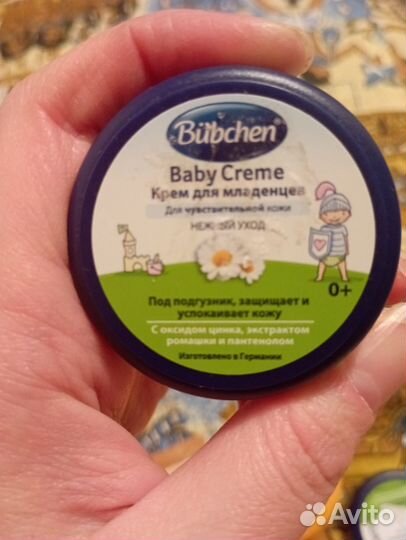 Bübchen
Baby Creme
Крем для младенцев
Для чувствительной кожи
НЕЖНЫЙ УХОД
0+
Под подгузник, защищает и
успокаивает кожу
С оксидом цинка, экстрактом
ромашки и пантенолом
Изготовлено в Германии
Avito